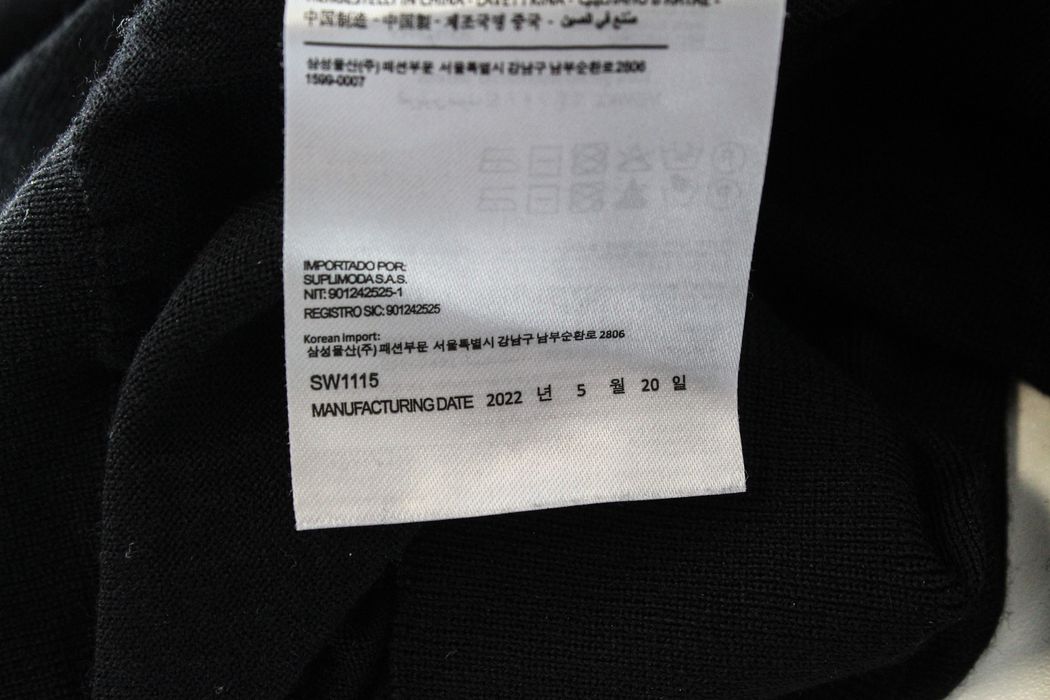 中国制造 - 中国製 - 제조국명 중국 - صنع في الصين
삼성물산(주) 패션부문 서울특별시 강남구 남부순환로 2806
1599-0007
IMPORTADO POR:
SUPLIMODA S.A.S.
NIT: 901242525-1
REGISTRO SIC: 901242525
Korean Import:
삼성물산(주) 패션부문 서울특별시 강남구 남부순환로 2806
SW1115
MANUFACTURING DATE 2022 년 5 월 20 일